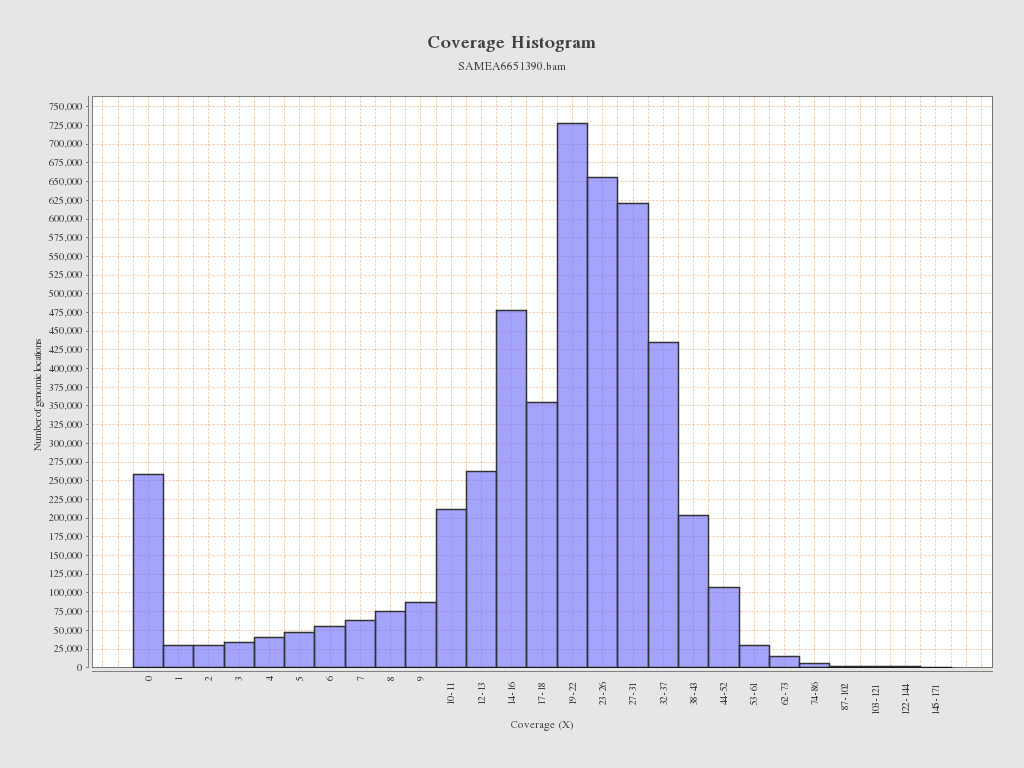 Coverage Histogram
SAMEA6651390.bam
750,000
725,000
700,000
675,000
650,000
625,000
600,000
575,000
550,000
525,000
500,000
475,000
450,000
425,000
400,000
375,000
350,000
325,000
300,000
275,000
250,000
225,000
200,000
175,000
150,000
125,000
100,000
75,000
50,000
25,000
0
Number of genomic locations
0
1
2
3
4
5
6
7
8
9
10 - 11
12 - 13
14 - 16
17 - 18
19 - 22
23 - 26
27 - 31
32 - 37
38 - 43
44 - 52
53 - 61
62 - 73
74 - 86
87 - 102
103 - 121
122 - 144
145 - 171
Coverage (X)